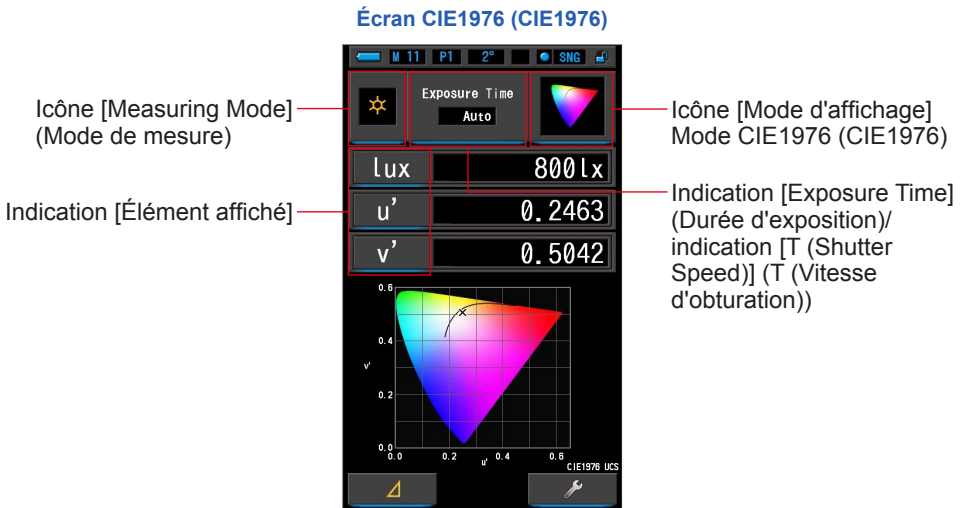 Écran CIE1976 (CIE1976)
M 11 P1 2° SNG
Icône [Measuring Mode]
(Mode de mesure)
Exposure Time
Auto
Icône [Mode d'affichage]
Mode CIE1976 (CIE1976)
lux 800lx
Indication [Élément affiché]
u' 0.2463
v' 0.5042
Indication [Exposure Time]
(Durée d'exposition)/
indication [T (Shutter
Speed)] (T (Vitesse
d'obturation))
0.6
0.4
v'
0.2
0.0
0.0 0.2 u' 0.4 0.6
CIE1976 UCS